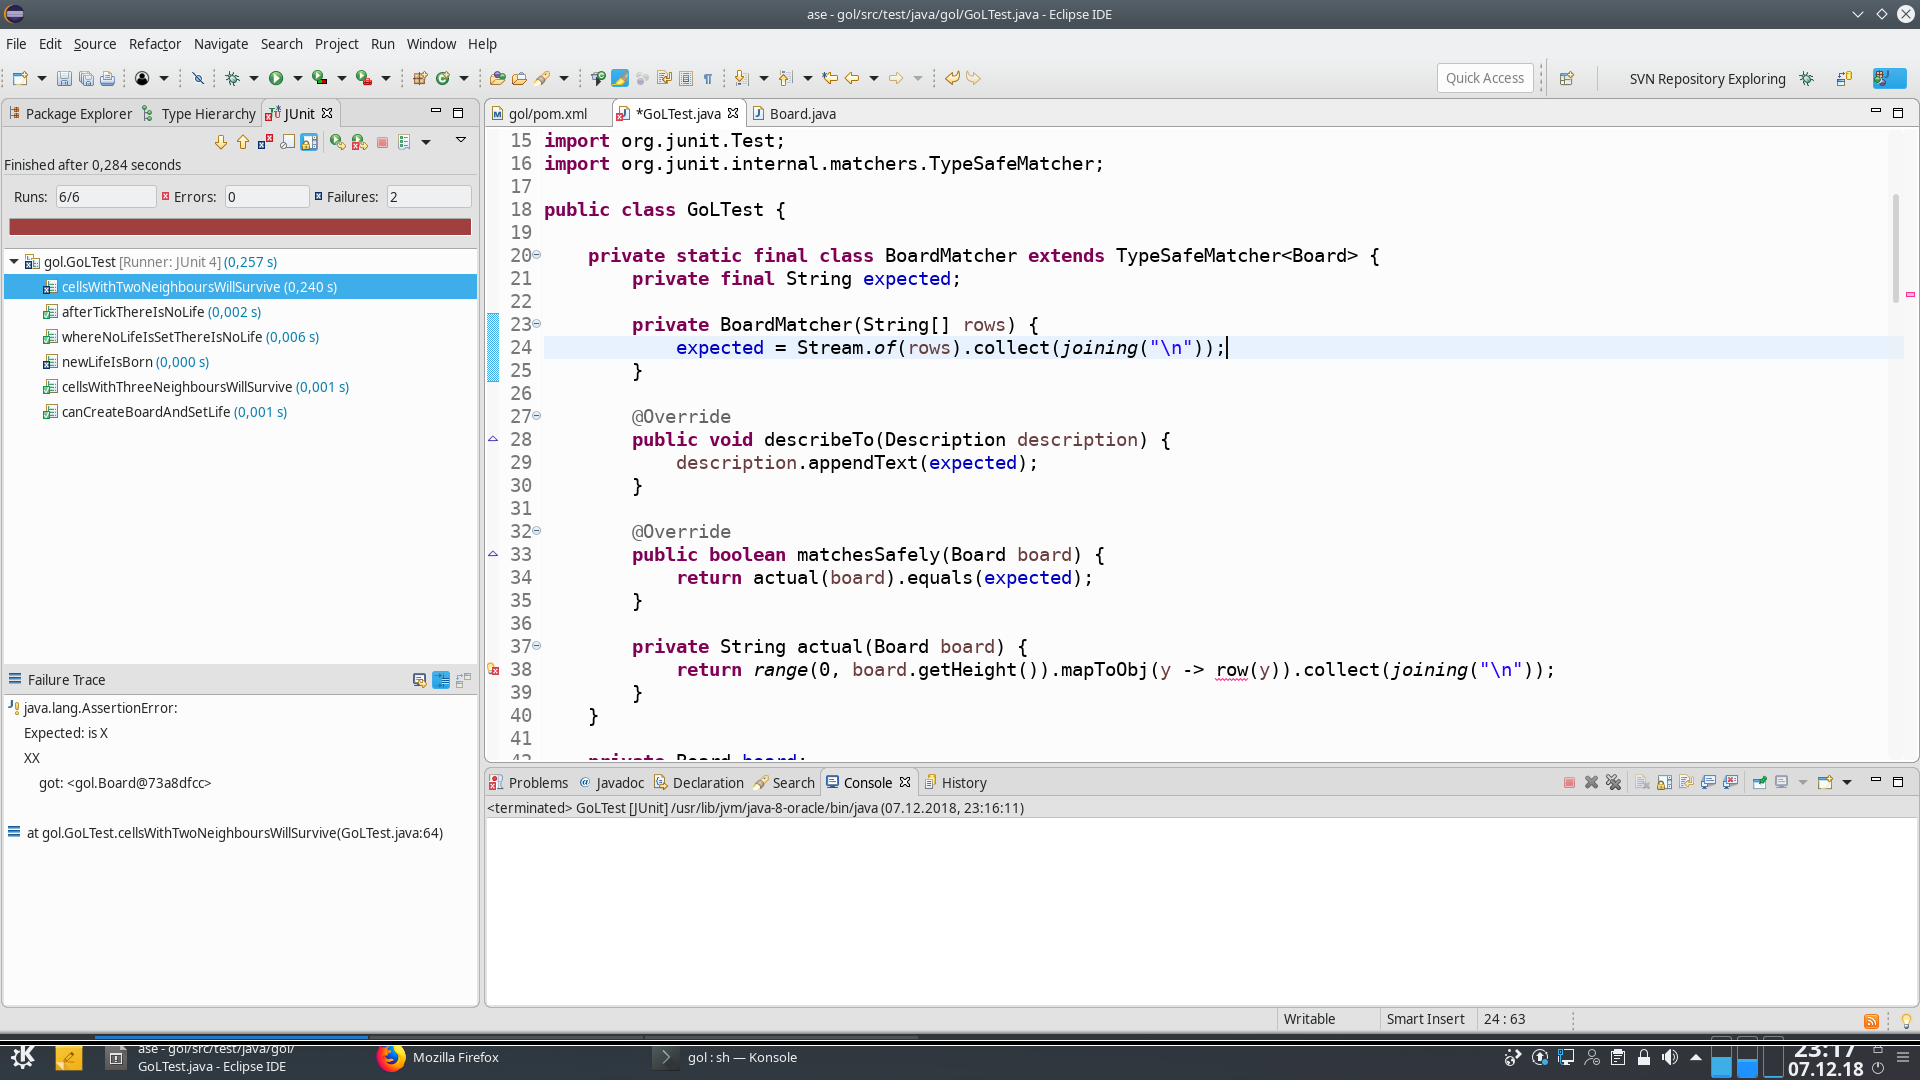 ase - gol/src/test/java/gol/GoLTest.java - Eclipse IDE
File Edit Source Refactor Navigate Search Project Run Window Help
Quick Access
SVN Repository Exploring
Package Explorer Type Hierarchy JUnit
Finished after 0,284 seconds
Runs: 6/6 Errors: 0 Failures: 2
gol.GoLTest [Runner: JUnit 4] (0,257 s)
cellsWithTwoNeighboursWillSurvive (0,240 s)
afterTickThereIsNoLife (0,002 s)
whereNoLifeIsSetThereIsNoLife (0,006 s)
newLifeIsBorn (0,000 s)
cellsWithThreeNeighboursWillSurvive (0,001 s)
canCreateBoardAndSetLife (0,001 s)
Failure Trace
java.lang.AssertionError:
Expected: is X
XX
got: <gol.Board@73a8dfcc>
at gol.GoLTest.cellsWithTwoNeighboursWillSurvive(GoLTest.java:64)
gol/pom.xml *GoLTest.java Board.java
15 import org.junit.Test;
16 import org.junit.internal.matchers.TypeSafeMatcher;
17
18 public class GoLTest {
19
20 private static final class BoardMatcher extends TypeSafeMatcher<Board> {
21 private final String expected;
22
23 private BoardMatcher(String[] rows) {
24 expected = Stream.of(rows).collect(joining("\n"));
25 }
26
27 @Override
28 public void describeTo(Description description) {
29 description.appendText(expected);
30 }
31
32 @Override
33 public boolean matchesSafely(Board board) {
34 return actual(board).equals(expected);
35 }
36
37 private String actual(Board board) {
38 return range(0, board.getHeight()).mapToObj(y -> row(y)).collect(joining("\n"));
39 }
40 }
41
42 private Board board;
Problems Javadoc Declaration Search Console History
<terminated> GoLTest [JUnit] /usr/lib/jvm/java-8-oracle/bin/java (07.12.2018, 23:16:11)
Writable Smart Insert 24 : 63
ase - gol/src/test/java/gol/
GoLTest.java - Eclipse IDE
Mozilla Firefox
gol : sh — Konsole
23:17
07.12.18